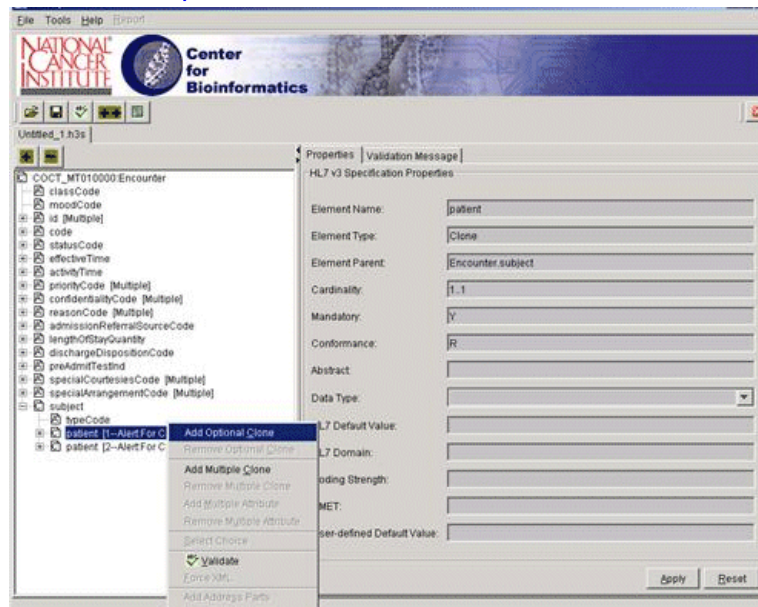 File Tools Help Report
NATIONAL
CANCER
INSTITUTE
Center
for
Bioinformatics
Untitled_1.h3s
COCT_MT010000:Encounter
classCode
moodCode
id [Multiple]
code
statusCode
effectiveTime
activityTime
priorityCode [Multiple]
confidentialityCode [Multiple]
reasonCode [Multiple]
admissionReferralSourceCode
lengthOfStayQuantity
dischargeDispositionCode
preAdmitTestInd
specialCourtesiesCode [Multiple]
specialArrangementCode [Multiple]
subject
typeCode
patient [1--Alert For C
patient [2--Alert For C
Add Optional Clone
Remove Optional Clone
Add Multiple Clone
Remove Multiple Clone
Add Multiple Attribute
Remove Multiple Attribute
Select Choice
Validate
Force XML
Add Address Parts
Properties Validation Message
HL7 v3 Specification Properties
Element Name: patient
Element Type: Clone
Element Parent: Encounter.subject
Cardinality: 1..1
Mandatory: Y
Conformance: R
Abstract:
Data Type:
L7 Default Value:
L7 Domain:
oding Strength:
MET:
ser-defined Default Value:
Apply Reset